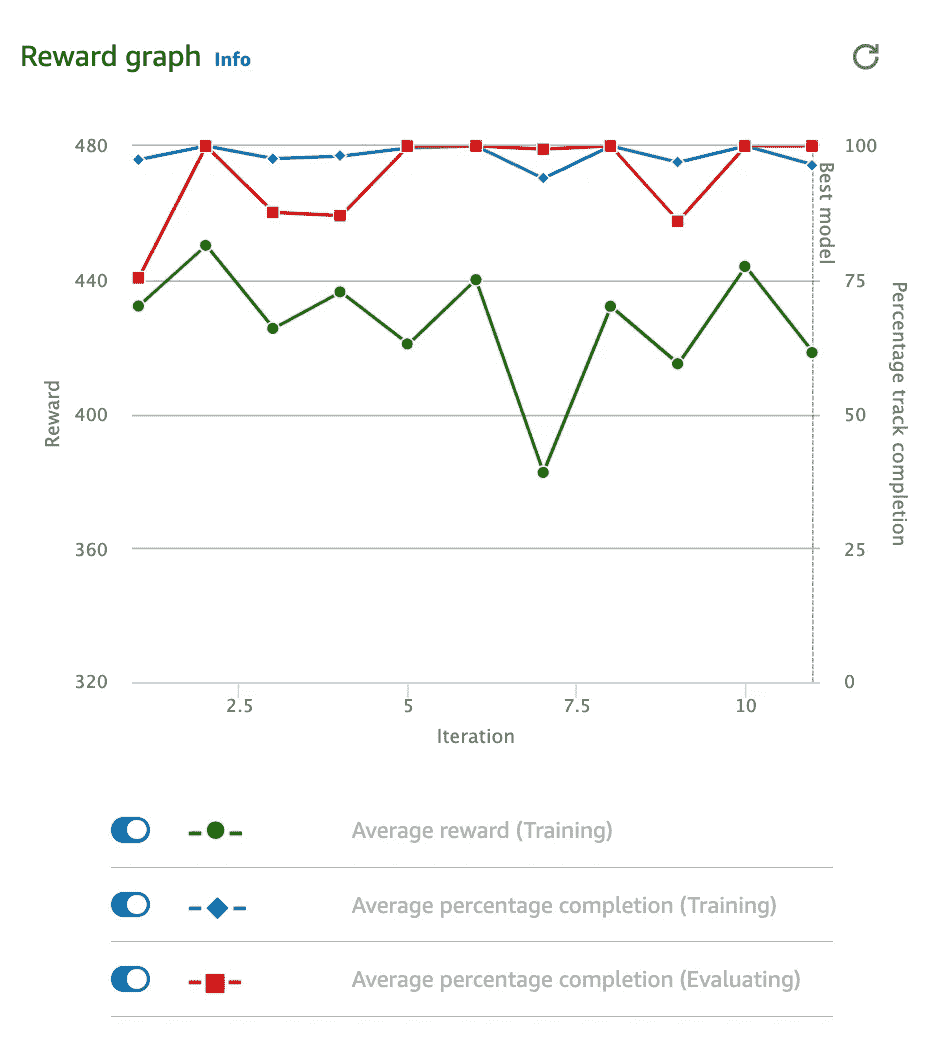 Reward graph Info
480
440
400
360
320
Reward
100
75
50
25
0
Percentage track completion
Best model
2.5 5 7.5 10
Iteration
Average reward (Training)
Average percentage completion (Training)
Average percentage completion (Evaluating)